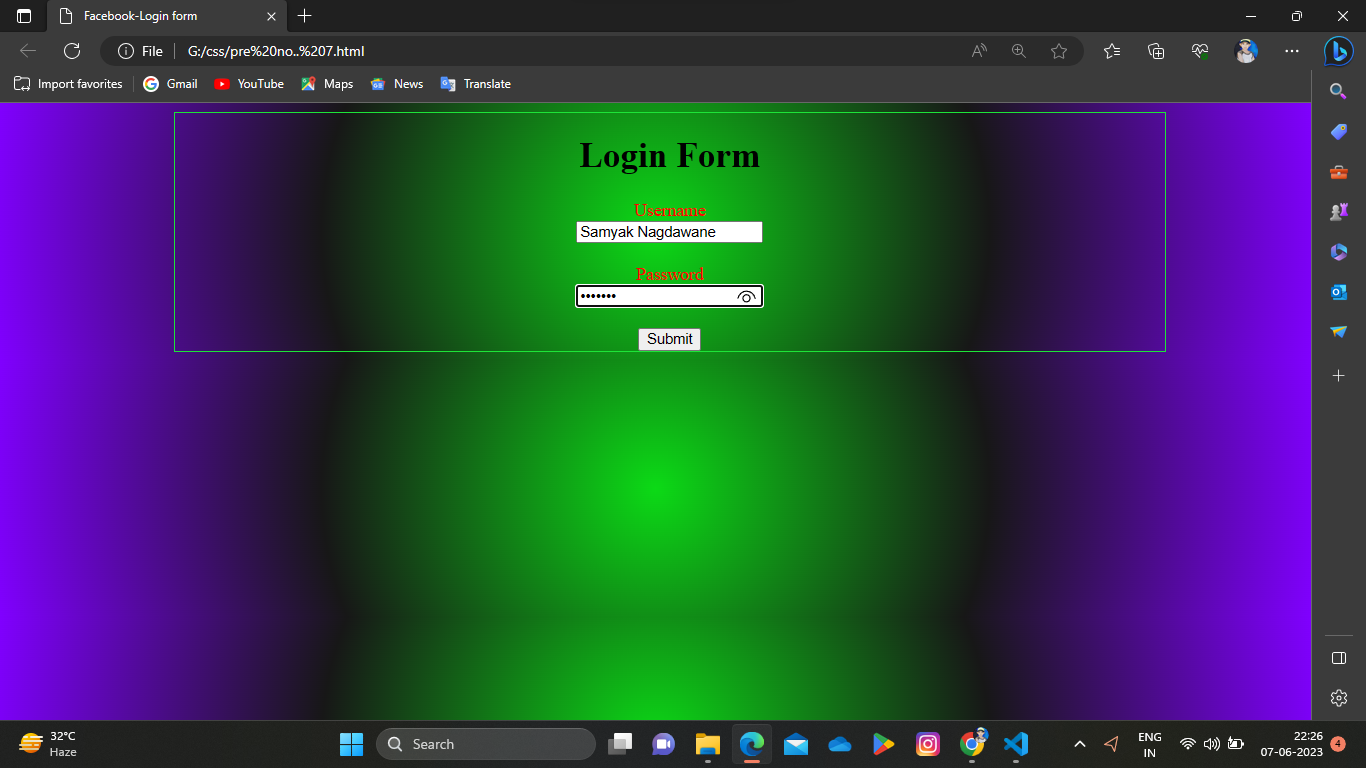 Facebook-Login form
File
G:/css/pre%20no..%207.html
Import favorites
Gmail
YouTube
Maps
News
Translate
Login Form
Username
Samyak Nagdawane
Password
•••••••
Submit
32°C
Haze
Search
ENG
IN
22:26
07-06-2023
4